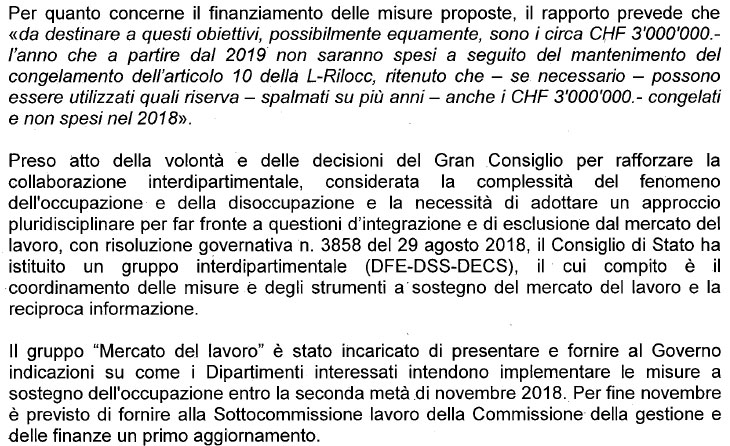 Per quanto concerne il finanziamento delle misure proposte, il rapporto prevede che
«da destinare a questi obiettivi, possibilmente equamente, sono i circa CHF 3'000'000.-
l'anno che a partire dal 2019 non saranno spesi a seguito del mantenimento del
congelamento dell'articolo 10 della L-Rilocc, ritenuto che – se necessario – possono
essere utilizzati quali riserva – spalmati su più anni – anche i CHF 3'000'000.- congelati
e non spesi nel 2018».
Preso atto della volontà e delle decisioni del Gran Consiglio per rafforzare la
collaborazione interdipartimentale, considerata la complessità del fenomeno
dell'occupazione e della disoccupazione e la necessità di adottare un approccio
pluridisciplinare per far fronte a questioni d'integrazione e di esclusione dal mercato del
lavoro, con risoluzione governativa n. 3858 del 29 agosto 2018, il Consiglio di Stato ha
istituito un gruppo interdipartimentale (DFE-DSS-DECS), il cui compito è il
coordinamento delle misure e degli strumenti a sostegno del mercato del lavoro e la
reciproca informazione.
Il gruppo "Mercato del lavoro" è stato incaricato di presentare e fornire al Governo
indicazioni su come i Dipartimenti interessati intendono implementare le misure a
sostegno dell'occupazione entro la seconda metà di novembre 2018. Per fine novembre
è previsto di fornire alla Sottocommissione lavoro della Commissione della gestione e
delle finanze un primo aggiornamento.